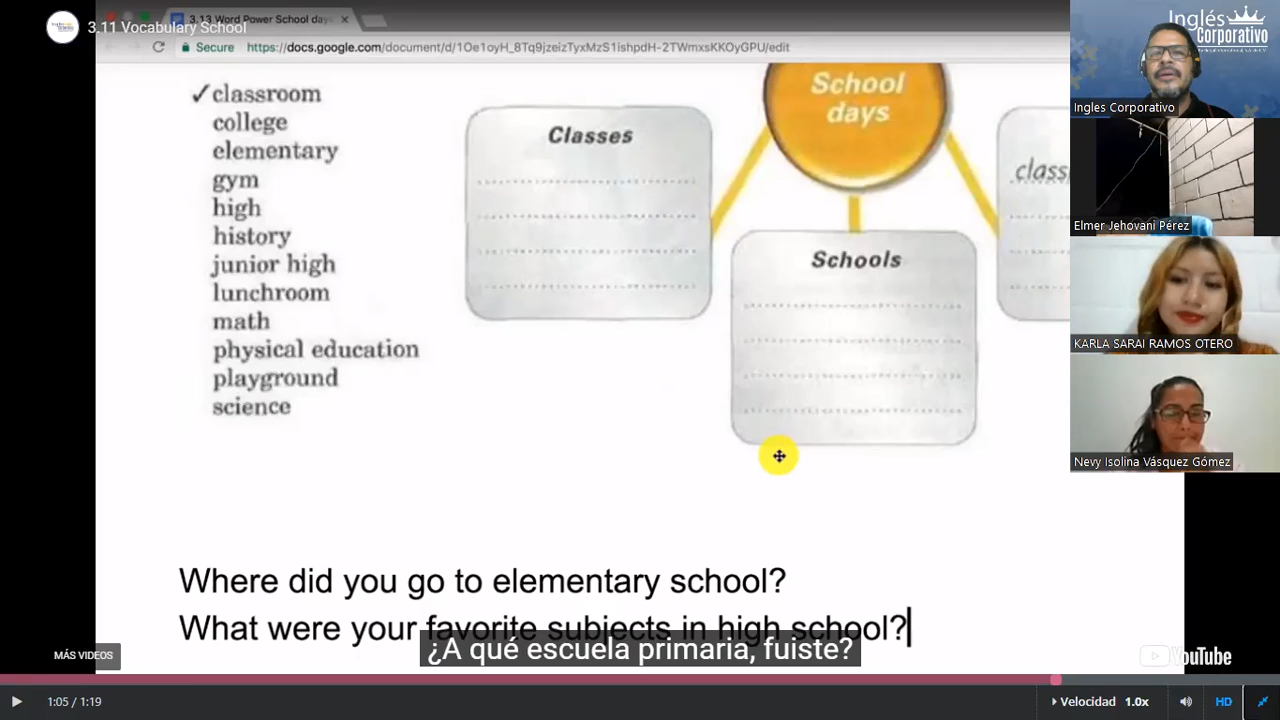 3.13 Word Power School day
3.11 Vocabulary School
Secure
https://docs.google.com/document/d/1Oe1oyH_8Tq9jzeizTyxMzS1ishpdH-2TWmxsKKOyGPU/edit
✓classroom
college
elementary
gym
high
history
junior high
lunchroom
math
physical education
playground
science
Classes
School
days
Schools
class
Where did you go to elementary school?
What were your favorite subjects in high school?
¿A qué escuela primaria, fuiste?
MÁS VIDEOS
YouTube
1:05 / 1:19
Velocidad 1.0x
HD
Inglés
Corporativo
Ingles Corporativo
Elmer Jehovani Pérez
KARLA SARAI RAMOS OTERO
Nevy Isolina Vásquez Gómez